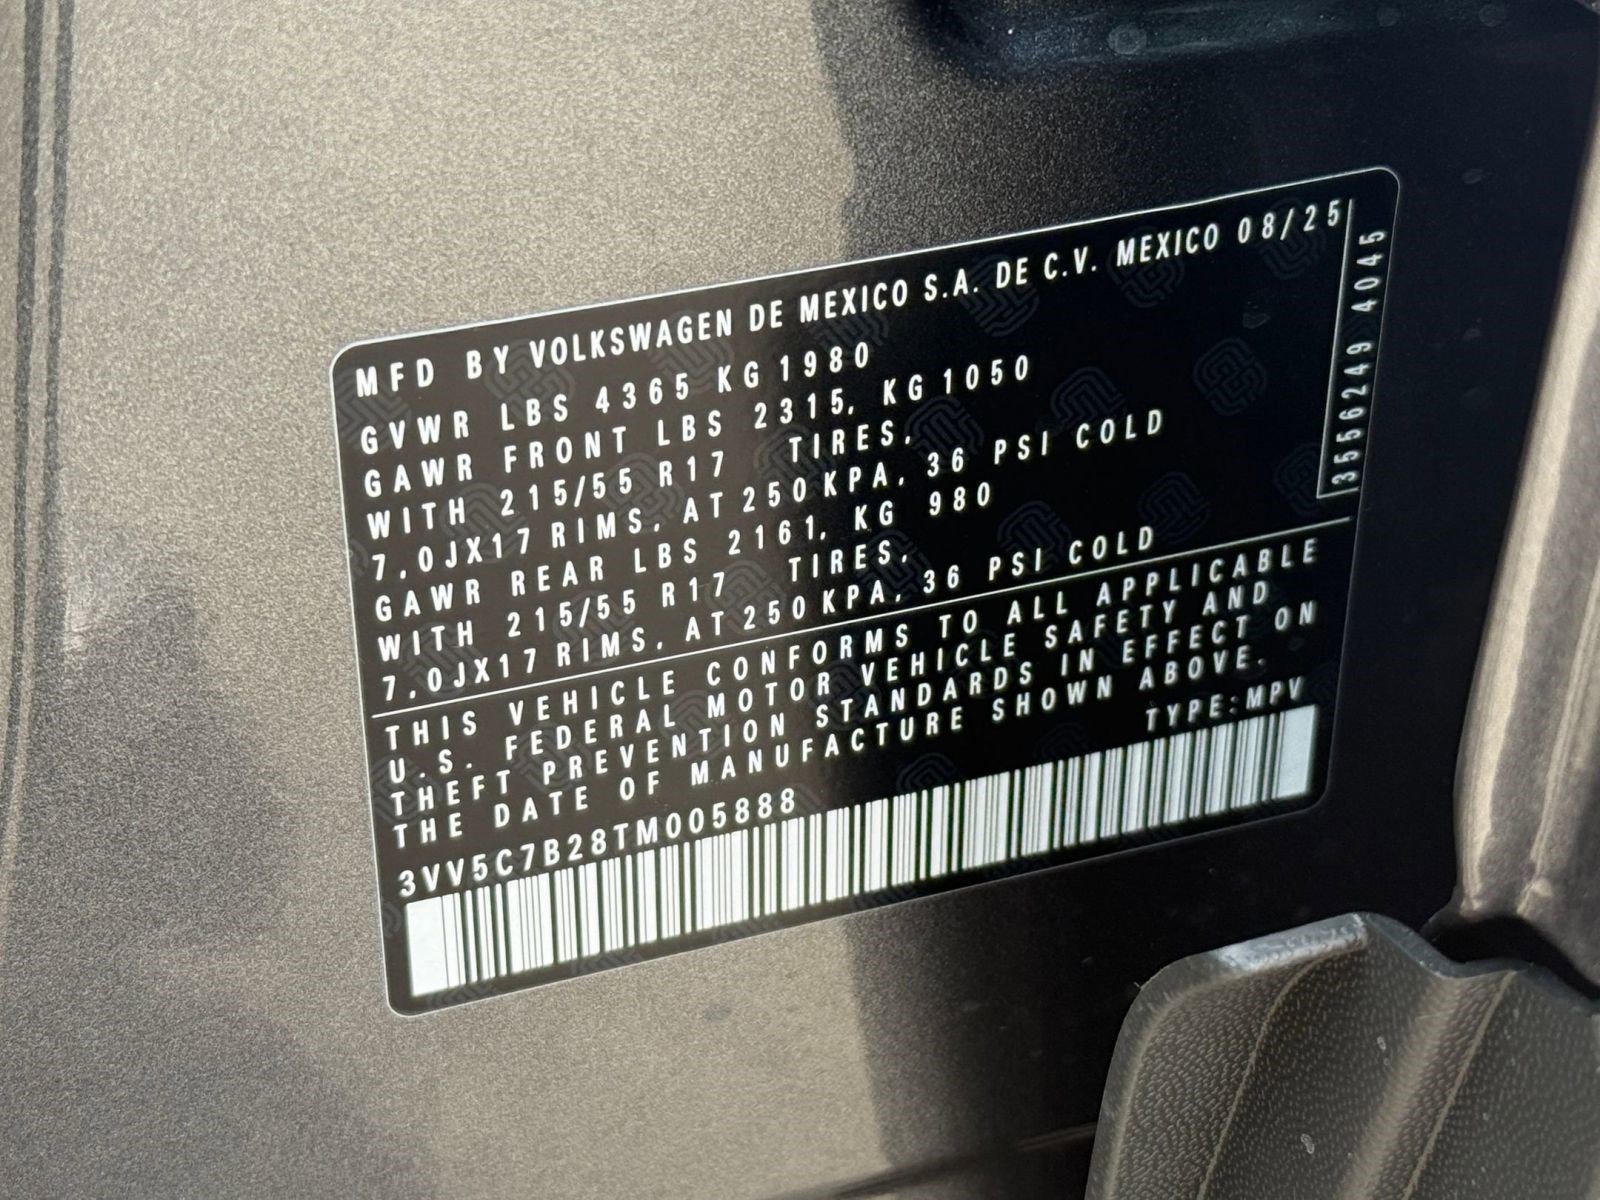 MFD BY VOLKSWAGEN DE MEXICO S.A. DE C.V. MEXICO 08/25
GVWR LBS 4365 KG 1980
GAWR FRONT LBS 2315, KG 1050
WITH 215/55 R17 TIRES,
7.0JX17 RIMS, AT 250 KPA, 36 PSI COLD
GAWR REAR LBS 2161, KG 980
WITH 215/55 R17 TIRES,
7.0JX17 RIMS, AT 250 KPA, 36 PSI COLD
THIS VEHICLE CONFORMS TO ALL APPLICABLE
U.S. FEDERAL MOTOR VEHICLE SAFETY AND
THEFT PREVENTION STANDARDS IN EFFECT ON
THE DATE OF MANUFACTURE SHOWN ABOVE.
TYPE:MPV
3VV5C7B28TM005888
3556249 4045